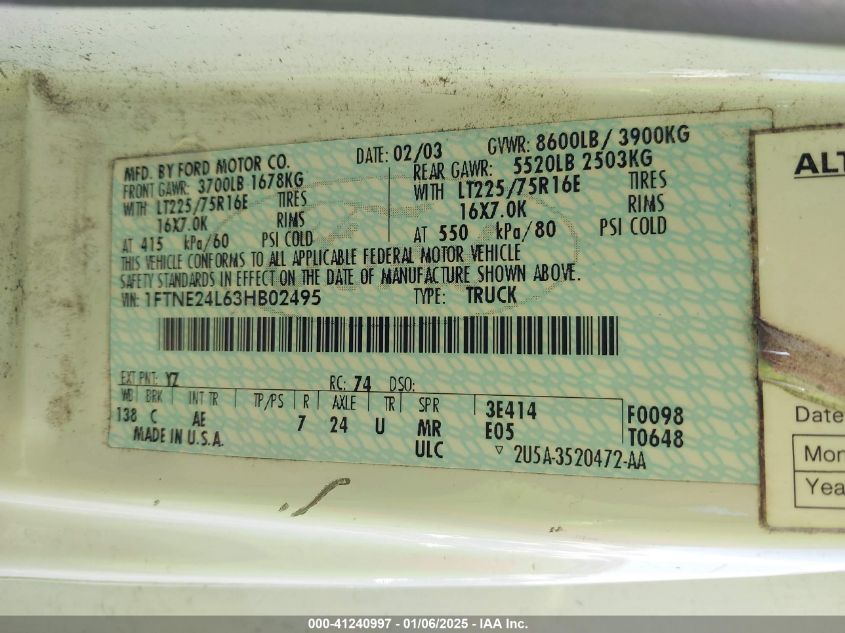 MFD. BY FORD MOTOR CO. DATE: 02/03 GVWR: 8600LB/ 3900KG
FRONT GAWR: 3700LB 1678KG REAR GAWR: 5520LB 2503KG
WITH LT225/75R16E TIRES WITH LT225/75R16E TIRES
16X7.0K RIMS 16X7.0K RIMS
AT 415 kPa/60 PSI COLD AT 550 kPa/80 PSI COLD
THIS VEHICLE CONFORMS TO ALL APPLICABLE FEDERAL MOTOR VEHICLE
SAFETY STANDARDS IN EFFECT ON THE DATE OF MANUFACTURE SHOWN ABOVE.
VIN: 1FTNE24L63HB02495 TYPE: TRUCK
EXT PNT: YZ RC: 74 DSO:
WB BRK INT TR TP/PS R AXLE TR SPR 3E414 F0098
138 C AE 7 24 U MR E05 T0648
MADE IN U.S.A. ULC ▽ 2U5A-3520472-AA
ALT
Date
Mon
Yea
000-41240997 - 01/06/2025 - IAA Inc.